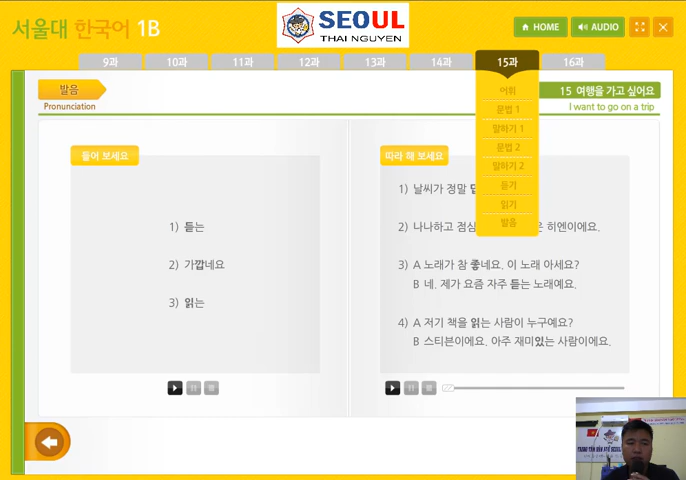 서울대 한국어 1B
SEOUL
THAI NGUYEN
HOME
AUDIO
9과
10과
11과
12과
13과
14과
15과
16과
발음
Pronunciation
15 여행을 가고 싶어요
I want to go on a trip
어휘
문법 1
말하기 1
문법 2
말하기 2
듣기
읽기
발음
들어 보세요
1) 듣는
2) 가깝네요
3) 읽는
따라 해 보세요
1) 날씨가 정말
2) 나나하고 점심 은 히엔이에요.
3) A 노래가 참 좋네요. 이 노래 아세요?
B 네. 제가 요즘 자주 듣는 노래예요.
4) A 저기 책을 읽는 사람이 누구예요?
B 스티븐이에요. 아주 재미있는 사람이에요.